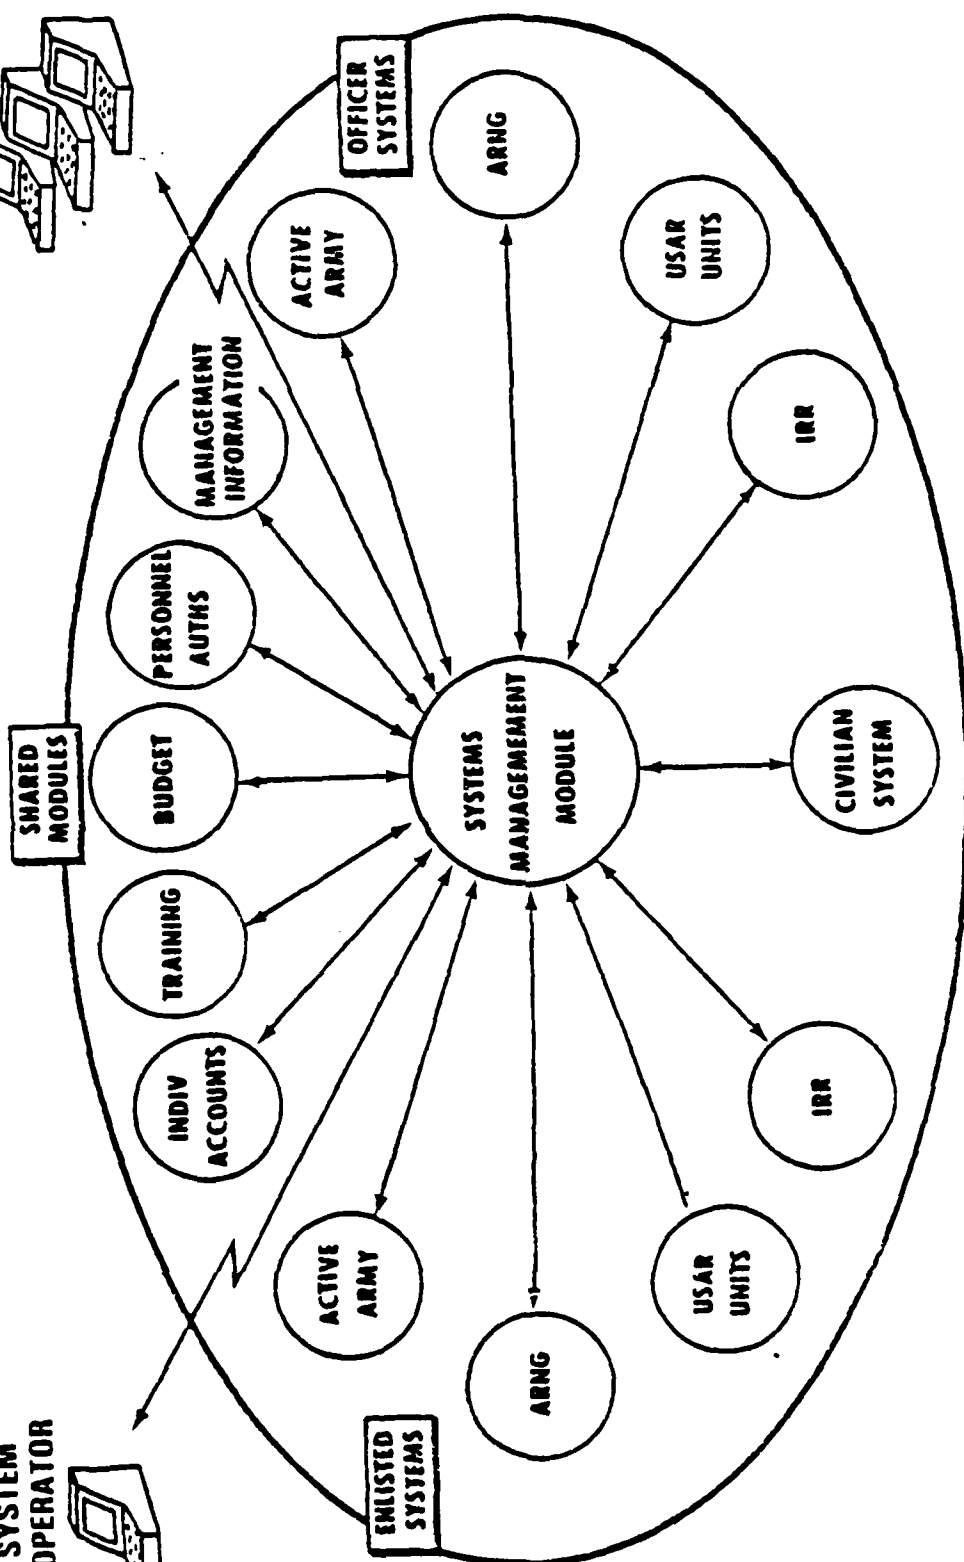 SYSTEM
OPERATOR
SHARED
MODULES
ENLISTED
SYSTEMS
OFFICER
SYSTEMS
INDIV
ACCOUNTS
TRAINING
BUDGET
PERSONNEL
AUTHS
MANAGEMENT
INFORMATION
ACTIVE
ARMY
ACTIVE
ARMY
ARNG
SYSTEMS
MANAGEMEMENT
MODULE
ARNG
USAR
UNITS
USAR
UNITS
IRR
CIVILIAN
SYSTEM
IRR